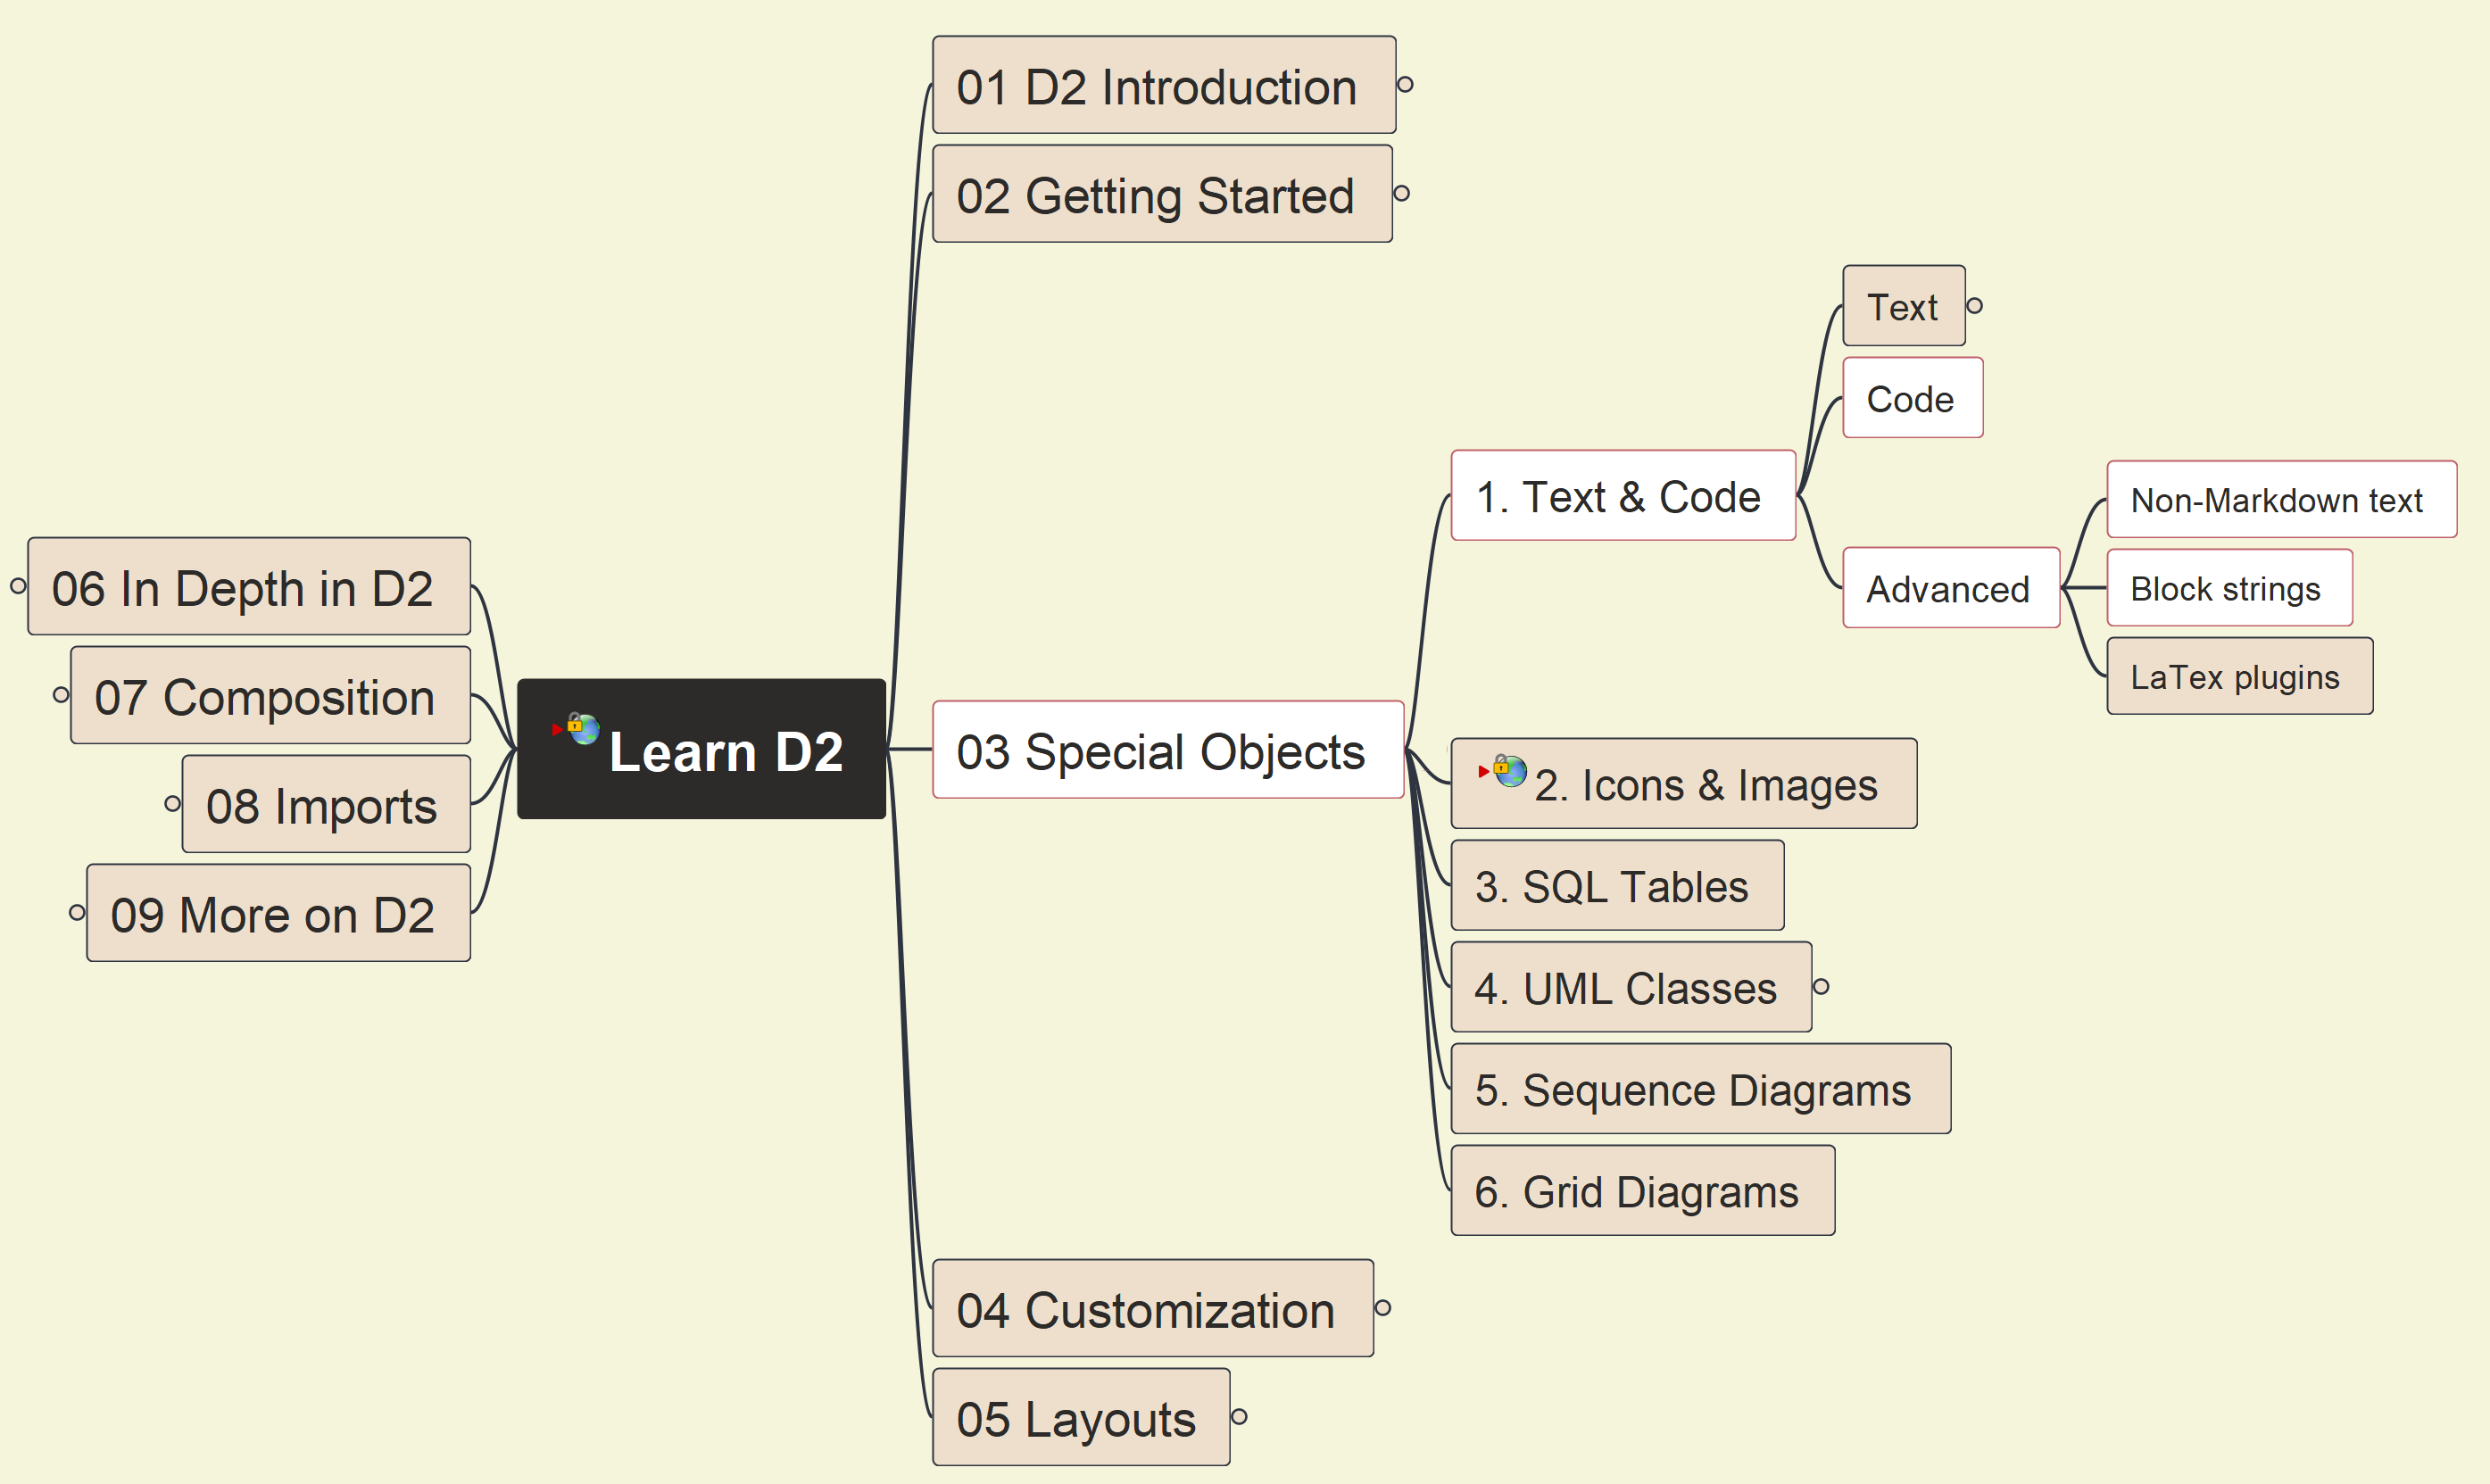 Learn D2
01 D2 Introduction
02 Getting Started
03 Special Objects
1. Text & Code
Text
Code
Advanced
Non-Markdown text
Block strings
LaTex plugins
2. Icons & Images
3. SQL Tables
4. UML Classes
5. Sequence Diagrams
6. Grid Diagrams
04 Customization
05 Layouts
06 In Depth in D2
07 Composition
08 Imports
09 More on D2